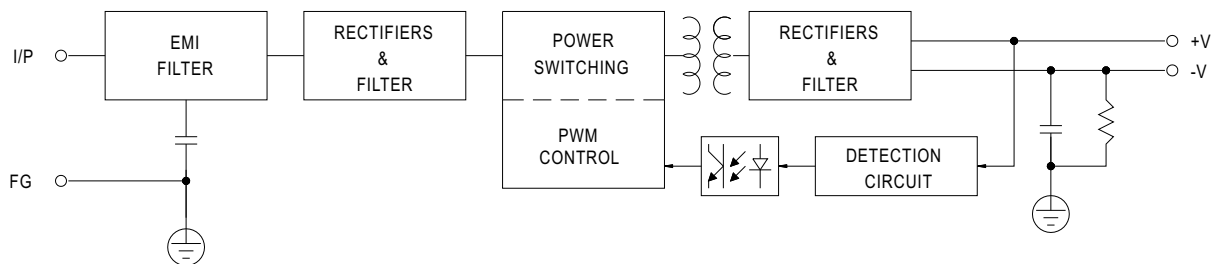 I/P
EMI
FILTER
RECTIFIERS
&
FILTER
POWER
SWITCHING
PWM
CONTROL
RECTIFIERS
&
FILTER
+V
-V
DETECTION
CIRCUIT
FG